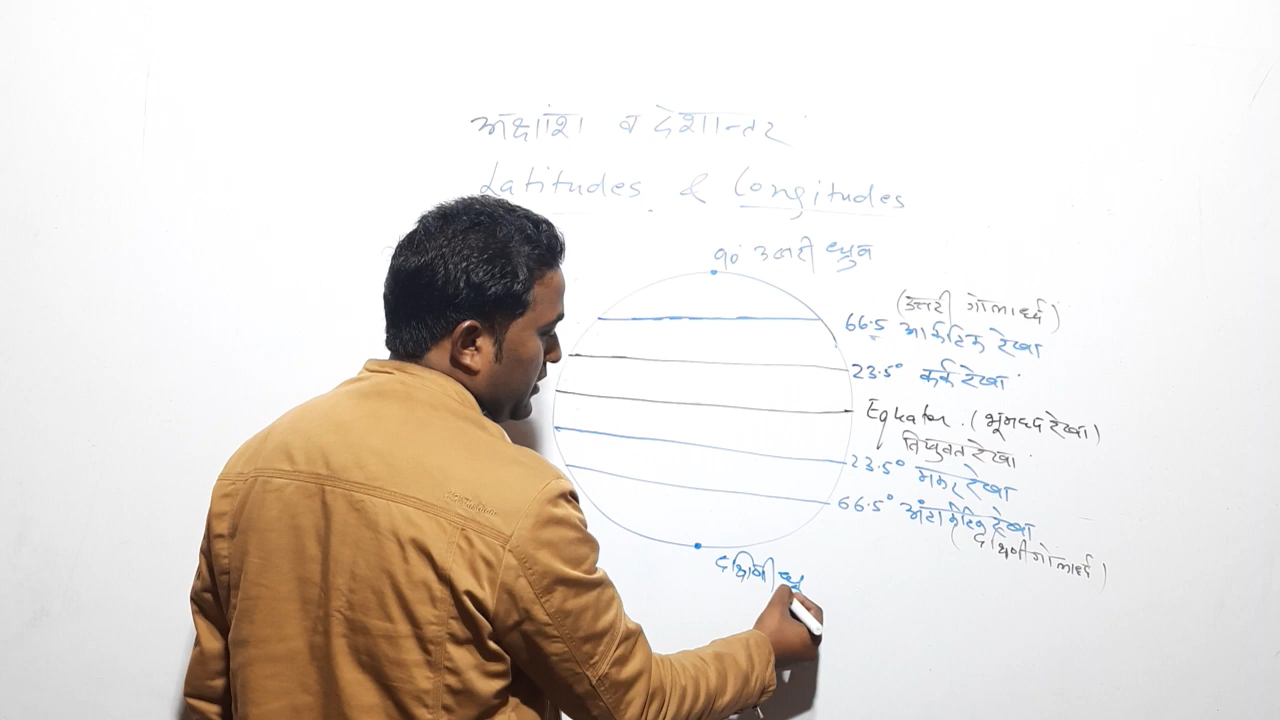 अक्षांश व देशान्तर
Latitudes & Longitudes
90° उत्तरी ध्रुव
(उत्तरी गोलार्ध्द)
66.5 आर्कटिक रेखा
23.5° कर्क रेखा
Equator. (भूमध्द रेखा)
विषुवत रेखा
23.5° मकर रेखा
66.5° अंटार्कटिक रेखा
(दक्षिणी गोलार्ध्द)
दक्षिणी ध्रु